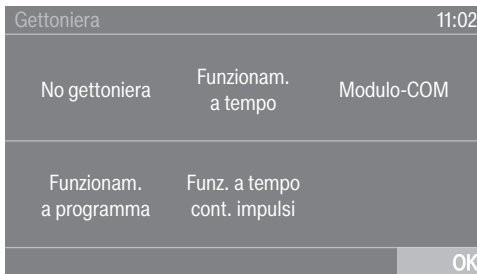 Gettoniera 11:02
No gettoniera
Funzionam.
a tempo
Modulo-COM
Funzionam.
a programma
Funz. a tempo
cont. impulsi
OK